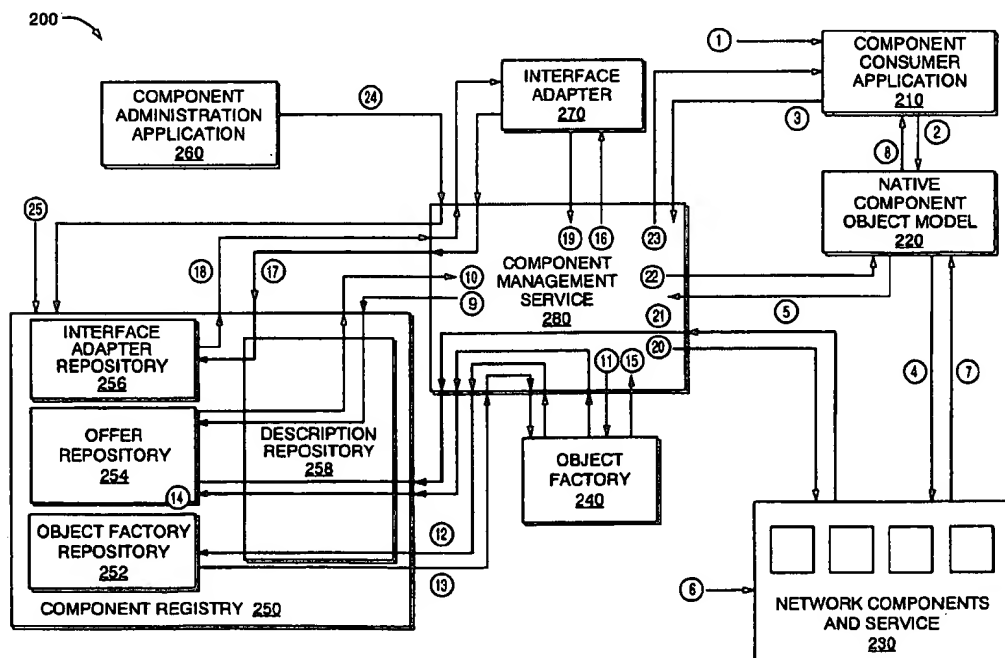 200
1
COMPONENT
CONSUMER
APPLICATION
210
INTERFACE
ADAPTER
270
24
COMPONENT
ADMINISTRATION
APPLICATION
260
23
3
8
2
NATIVE
COMPONENT
OBJECT MODEL
220
25
18
17
19
16
23
10
9
COMPONENT
MANAGEMENT
SERVICE
280
22
21
20
5
4
7
INTERFACE
ADAPTER
REPOSITORY
256
11
15
OFFER
REPOSITORY
254
DESCRIPTION
REPOSITORY
258
OBJECT
FACTORY
240
14
OBJECT FACTORY
REPOSITORY
252
12
13
COMPONENT REGISTRY 250
6
NETWORK COMPONENTS
AND SERVICE
230